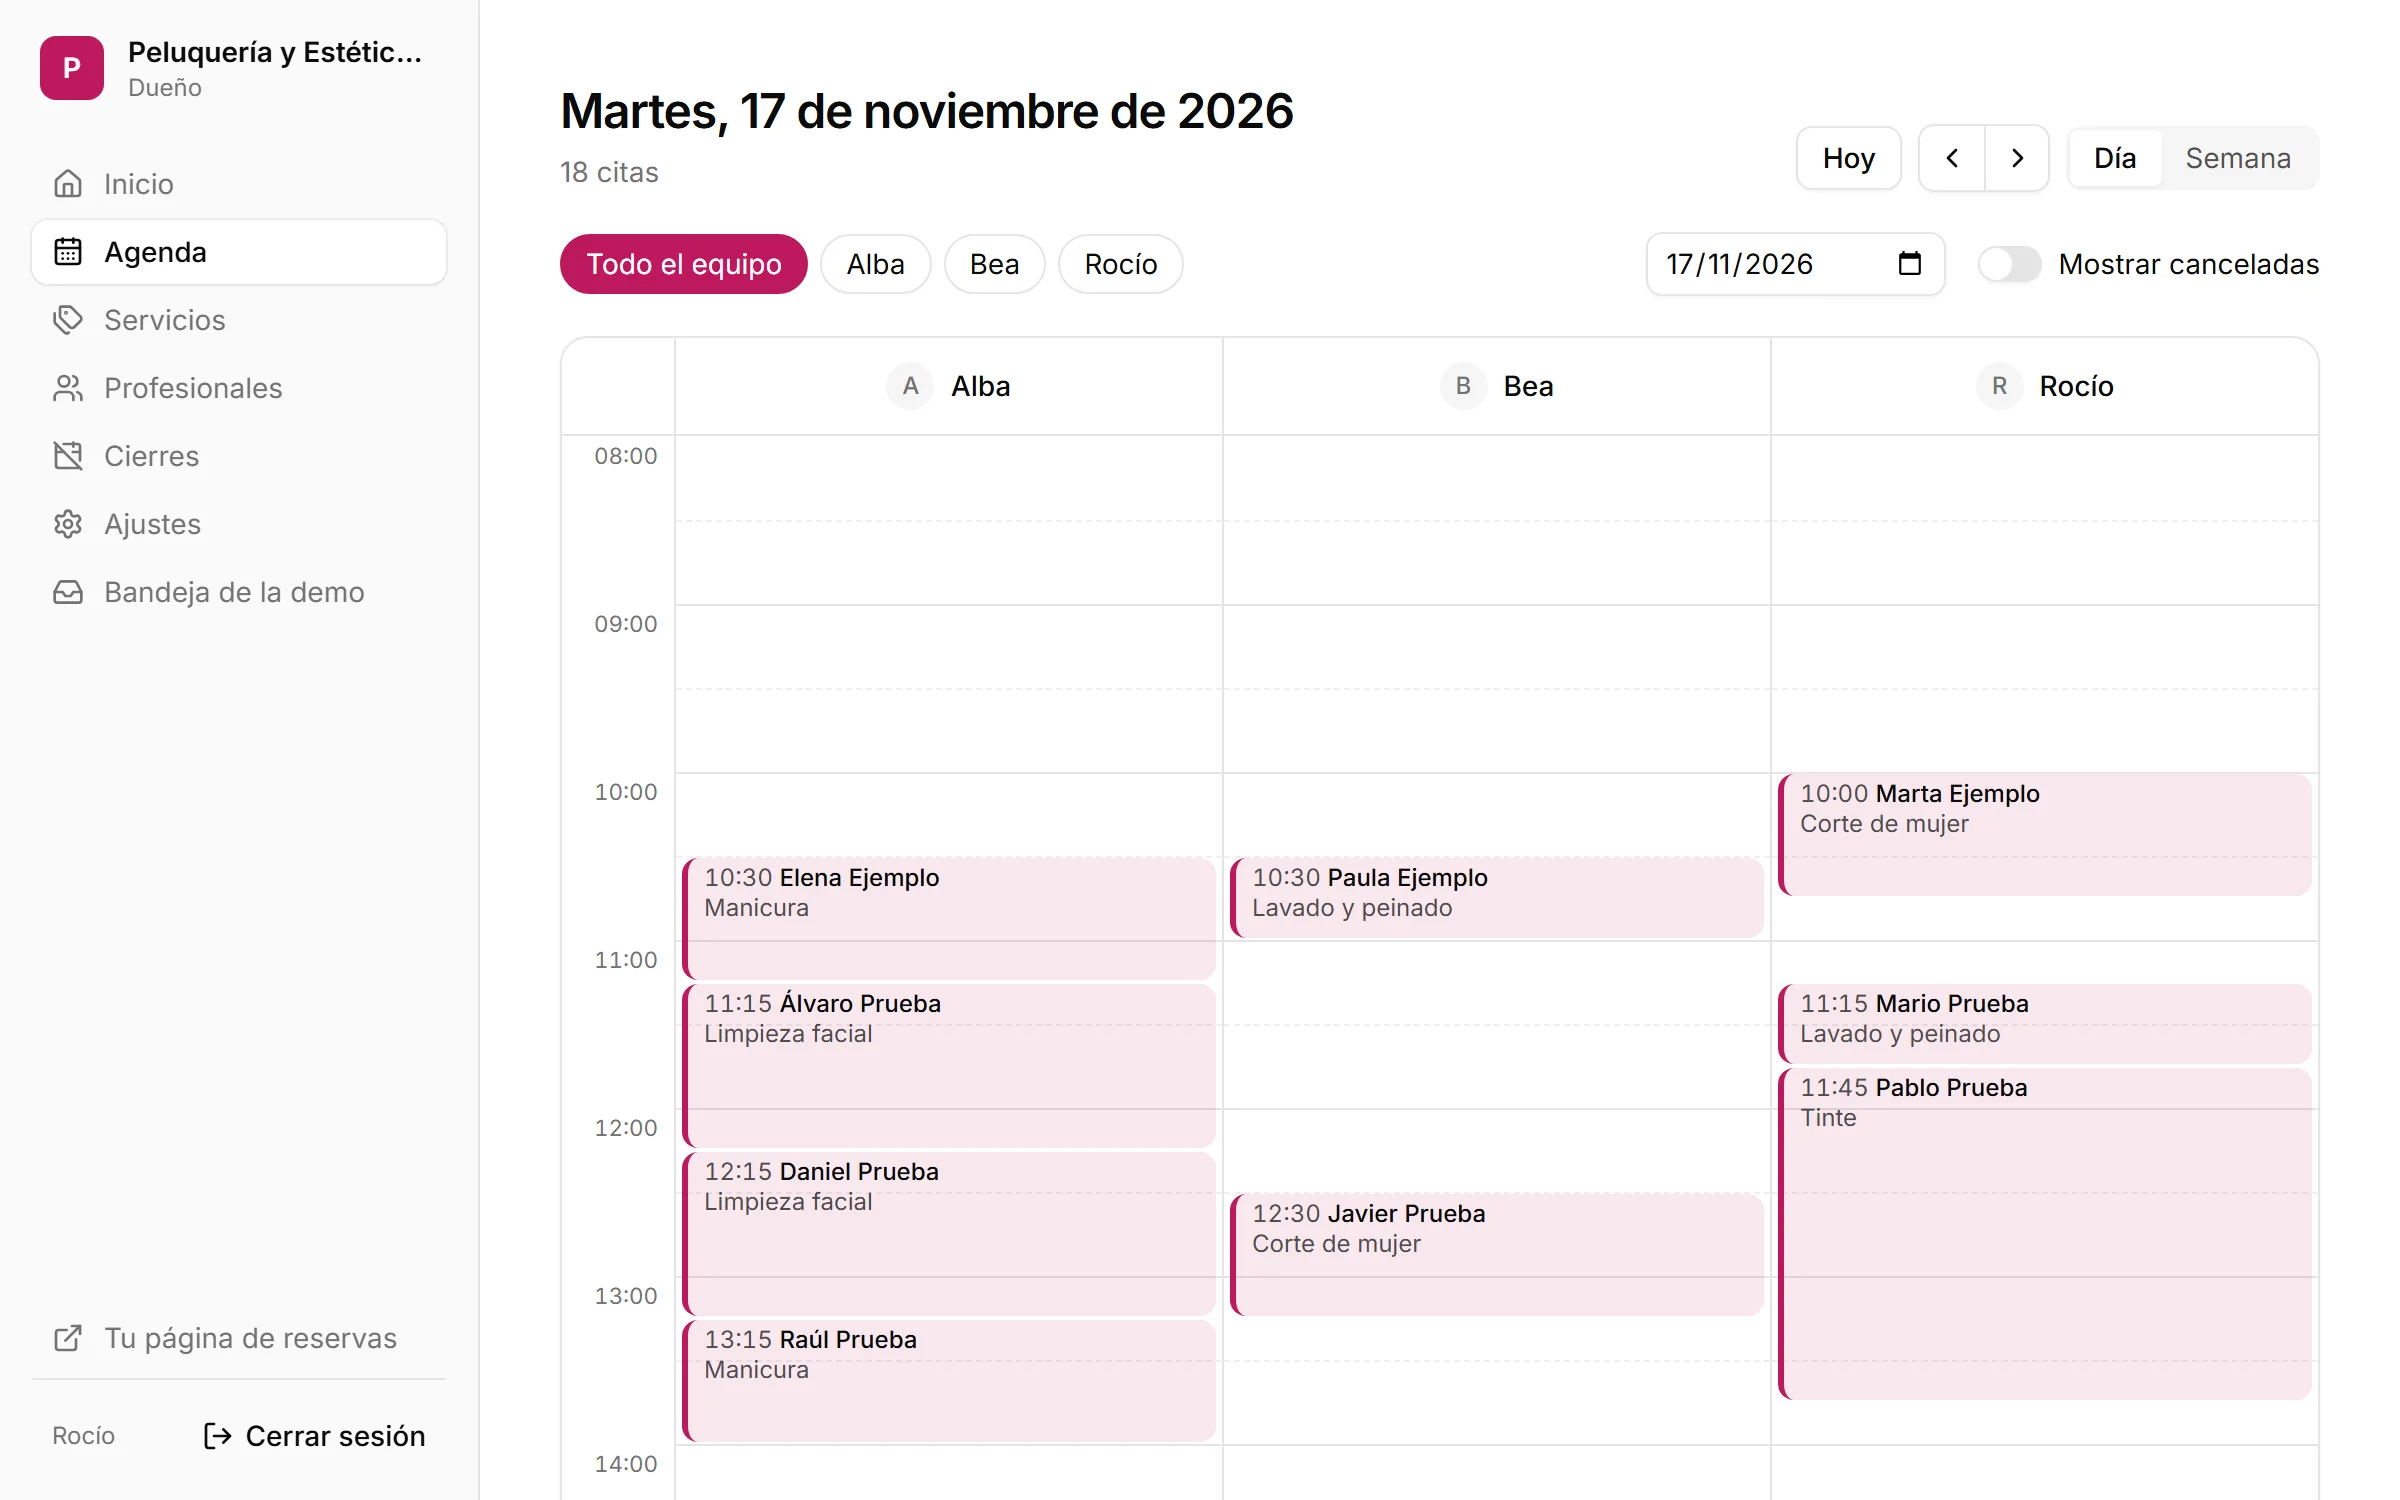 P
Peluquería y Estétic...
Dueño
Inicio
Agenda
Servicios
Profesionales
Cierres
Ajustes
Bandeja de la demo
Tu página de reservas
Rocío
Cerrar sesión
Martes, 17 de noviembre de 2026
18 citas
Hoy
Día
Semana
Todo el equipo
Alba
Bea
Rocío
17/11/2026
Mostrar canceladas
A Alba
B Bea
R Rocío
08:00
09:00
10:00
11:00
12:00
13:00
14:00
10:30 Elena Ejemplo
Manicura
11:15 Álvaro Prueba
Limpieza facial
12:15 Daniel Prueba
Limpieza facial
13:15 Raúl Prueba
Manicura
10:30 Paula Ejemplo
Lavado y peinado
12:30 Javier Prueba
Corte de mujer
10:00 Marta Ejemplo
Corte de mujer
11:15 Mario Prueba
Lavado y peinado
11:45 Pablo Prueba
Tinte